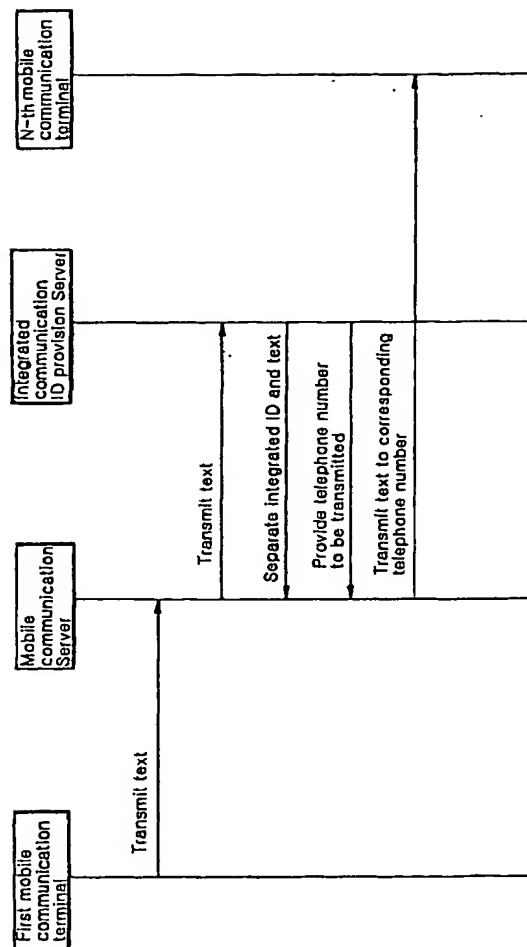 First mobile
communication
terminal
Mobile
communication
Server
Integrated
communication
ID provision Server
N-th mobile
communication
terminal
Transmit text
Transmit text
Separate integrated ID and text
Provide telephone number
to be transmitted
Transmit text to corresponding
telephone number